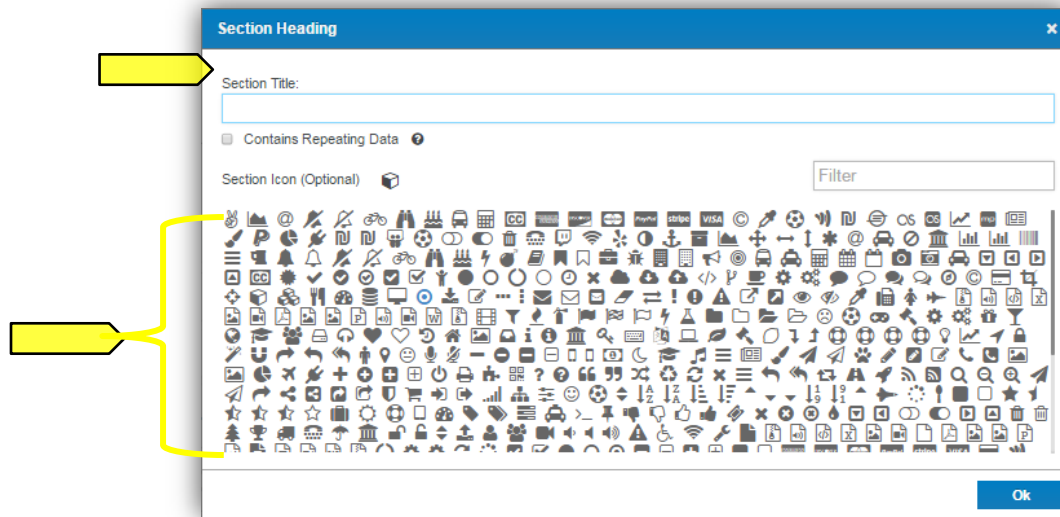 Section Heading
Section Title:
Contains Repeating Data
Section Icon (Optional)
Filter
Ok